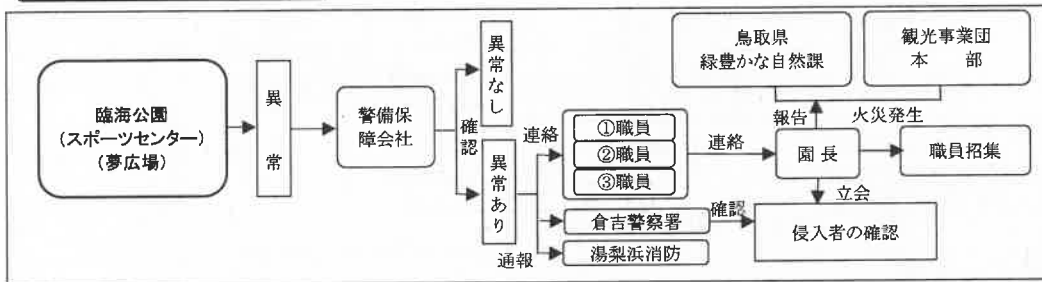 臨海公園
(スポーツセンター)
(夢広場)
異常
警備保
障会社
確認
異常なし
異常あり
連絡
通報
①職員
②職員
③職員
倉吉警察署
湯梨浜消防
連絡
確認
園長
報告
火災発生
立会
鳥取県
緑豊かな自然課
観光事業団
本部
職員招集
侵入者の確認